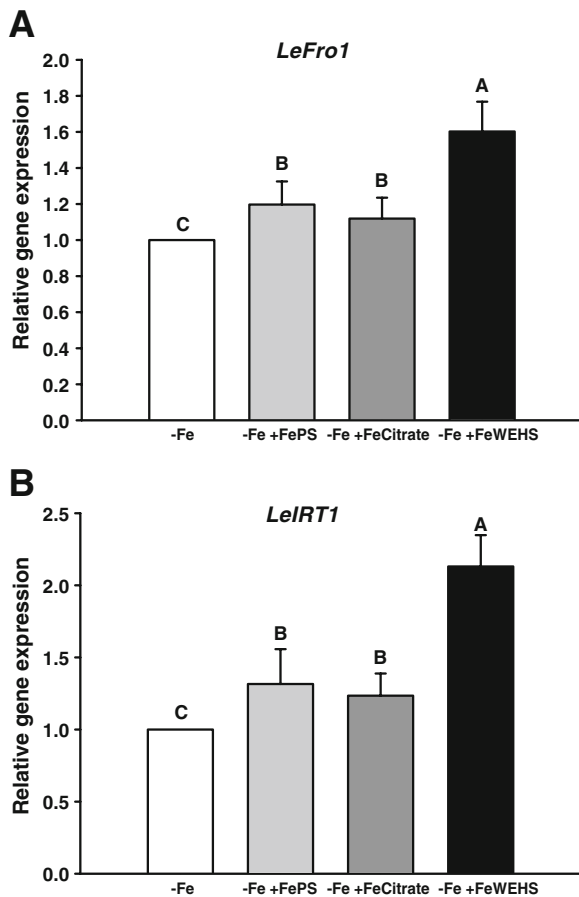 A
LeFro1
Relative gene expression
2.0
1.8
1.6
1.4
1.2
1.0
0.8
0.6
0.4
0.2
0.0
C
B
B
A
-Fe -Fe +FePS -Fe +FeCitrate -Fe +FeWEHS
B
LeIRT1
Relative gene expression
2.5
2.0
1.5
1.0
0.5
0.0
C
B
B
A
-Fe -Fe +FePS -Fe +FeCitrate -Fe +FeWEHS